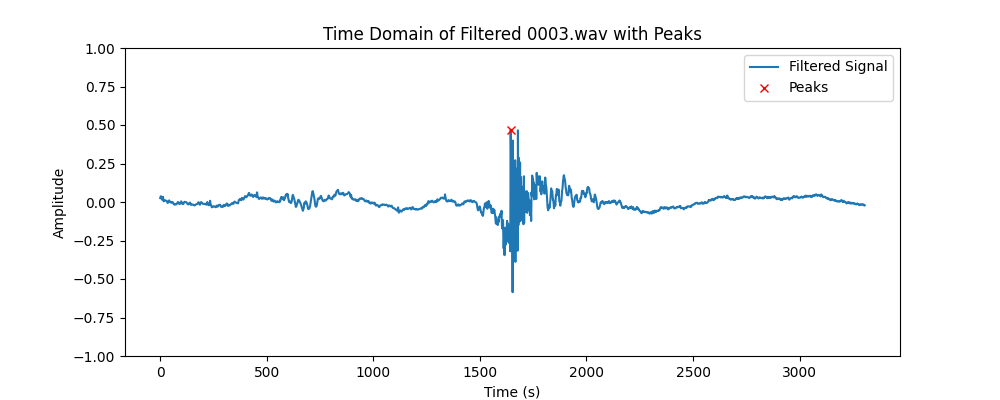 Time Domain of Filtered 0003.wav with Peaks
1.00
0.75
0.50
0.25
0.00
−0.25
−0.50
−0.75
−1.00
Amplitude
Filtered Signal
Peaks
0 500 1000 1500 2000 2500 3000
Time (s)